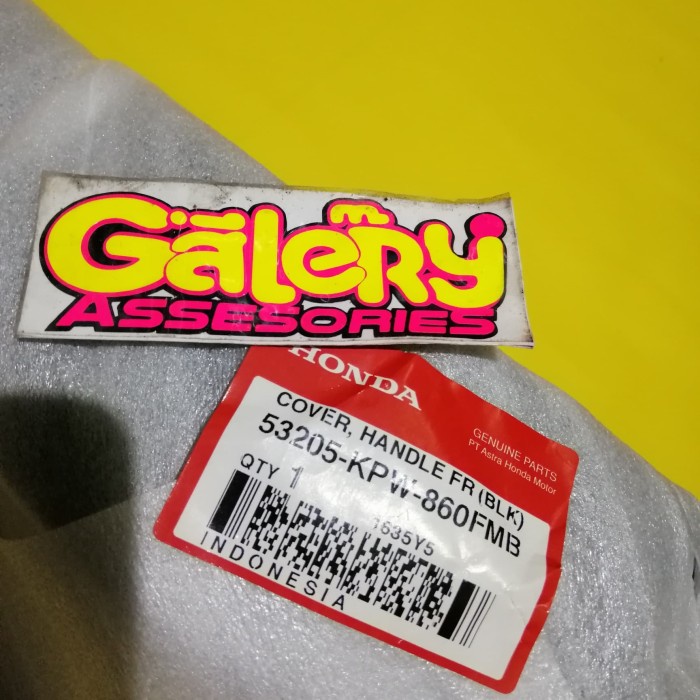 Galery
ASSESORIES
HONDA
GENUINE PARTS
PT Astra Honda Motor
COVER, HANDLE FR (BLK)
53205-KPW-860FMB
QTY 1
1635Y5
INDONESIA